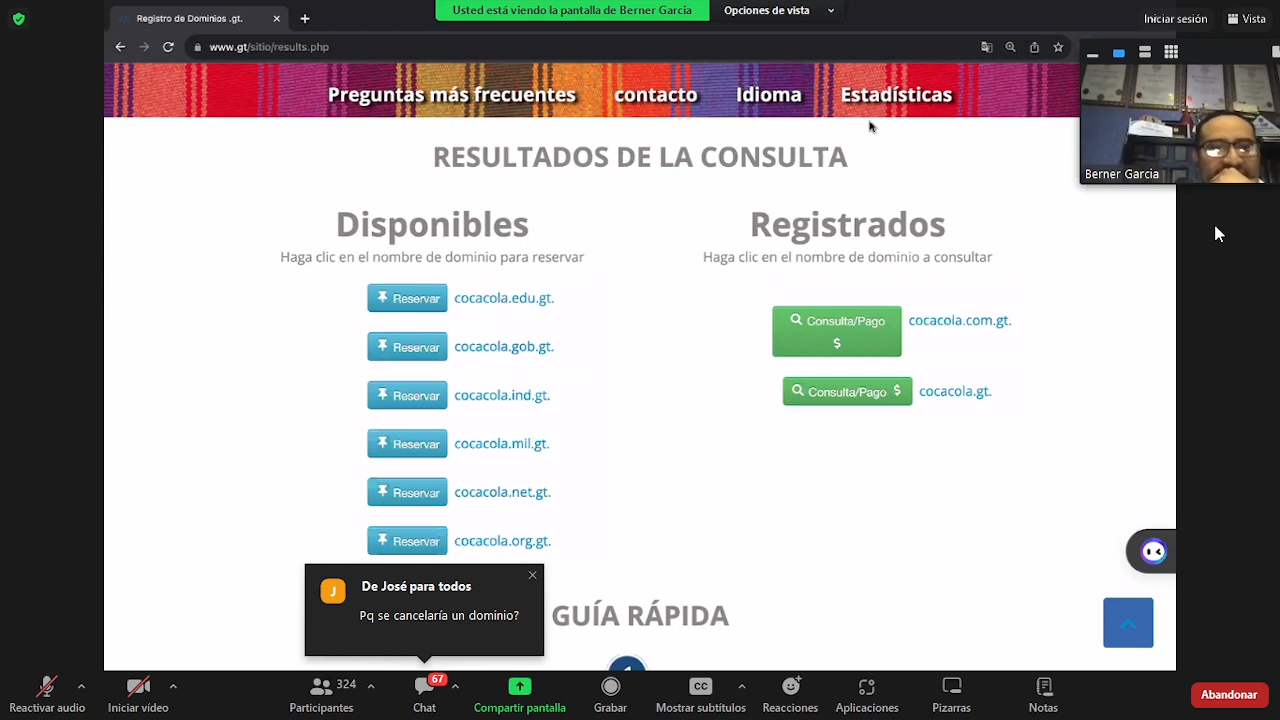 Registro de Dominios .gt.
Usted está viendo la pantalla de Berner Garcia
Opciones de vista
Iniciar sesión
Vista
www.gt/sitio/results.php
Preguntas más frecuentes
contacto
Idioma
Estadísticas
Berner Garcia
RESULTADOS DE LA CONSULTA
Disponibles
Haga clic en el nombre de dominio para reservar
Reservar cocacola.edu.gt.
Reservar cocacola.gob.gt.
Reservar cocacola.ind.gt.
Reservar cocacola.mil.gt.
Reservar cocacola.net.gt.
Reservar cocacola.org.gt.
Registrados
Haga clic en el nombre de dominio a consultar
Consulta/Pago $ cocacola.com.gt.
Consulta/Pago $ cocacola.gt.
J
De José para todos
Pq se cancelaría un dominio?
GUÍA RÁPIDA
Reactivar audio
Iniciar vídeo
324
Participantes
67
Chat
Compartir pantalla
Grabar
CC
Mostrar subtítulos
Reacciones
Aplicaciones
Pizarras
Notas
Abandonar